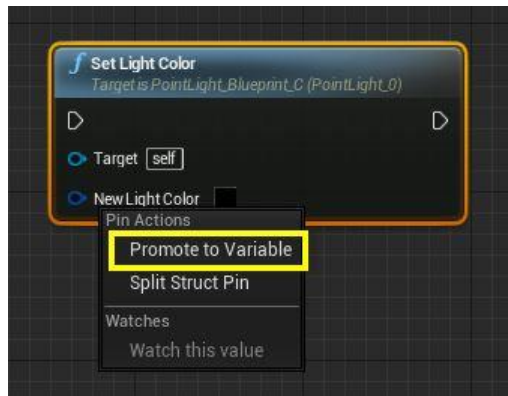 f Set Light Color
Target is PointLight_Blueprint_C (PointLight_0)
Target self
New Light Color
Pin Actions
Promote to Variable
Split Struct Pin
Watches
Watch this value